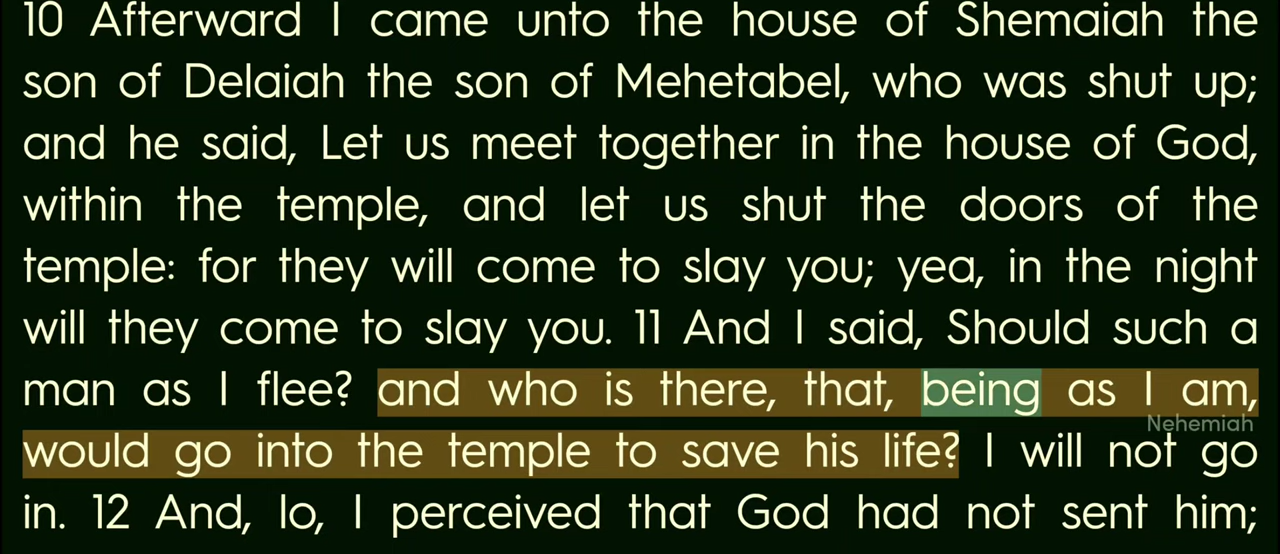 10 Afterward I came unto the house of Shemaiah the
son of Delaiah the son of Mehetabel, who was shut up;
and he said, Let us meet together in the house of God,
within the temple, and let us shut the doors of the
temple: for they will come to slay you; yea, in the night
will they come to slay you. 11 And I said, Should such a
man as I flee? and who is there, that, being as I am,
Nehemiah
would go into the temple to save his life? I will not go
in. 12 And, lo, I perceived that God had not sent him;